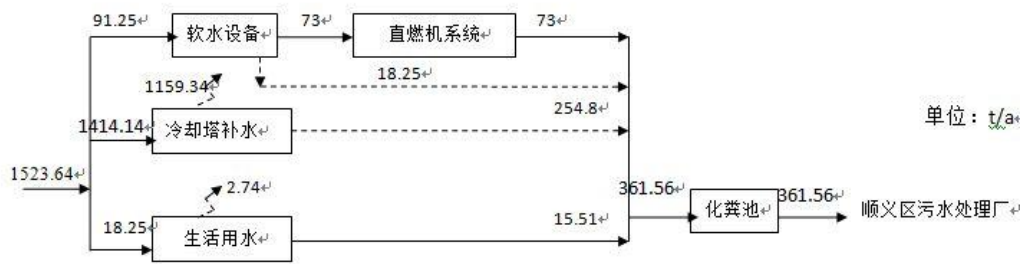 91.25↵
软水设备↵
73↵
直燃机系统↵
73↵
18.25↵
1159.34↵
1414.14↵
冷却塔补水↵
254.8↵
单位：t/a↵
1523.64↵
2.74↵
18.25↵
生活用水↵
15.51↵
361.56↵
化粪池↵
361.56↵
顺义区污水处理厂↵